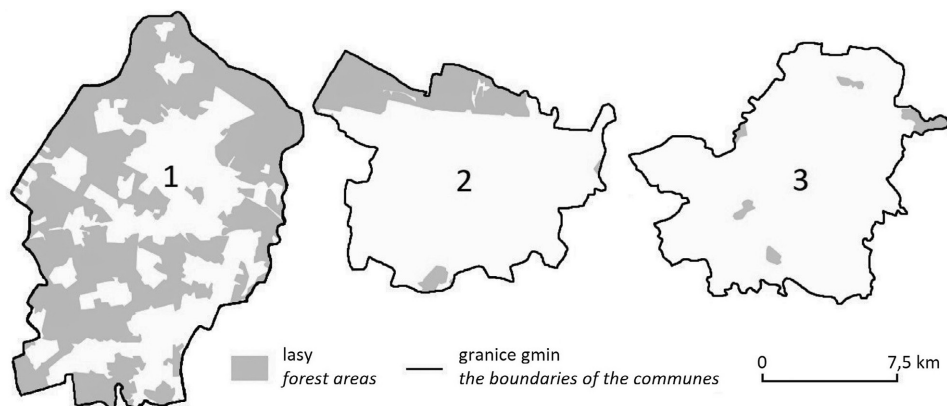 1
2
3
lasy
forest areas
granice gmin
the boundaries of the communes
0
7,5 km